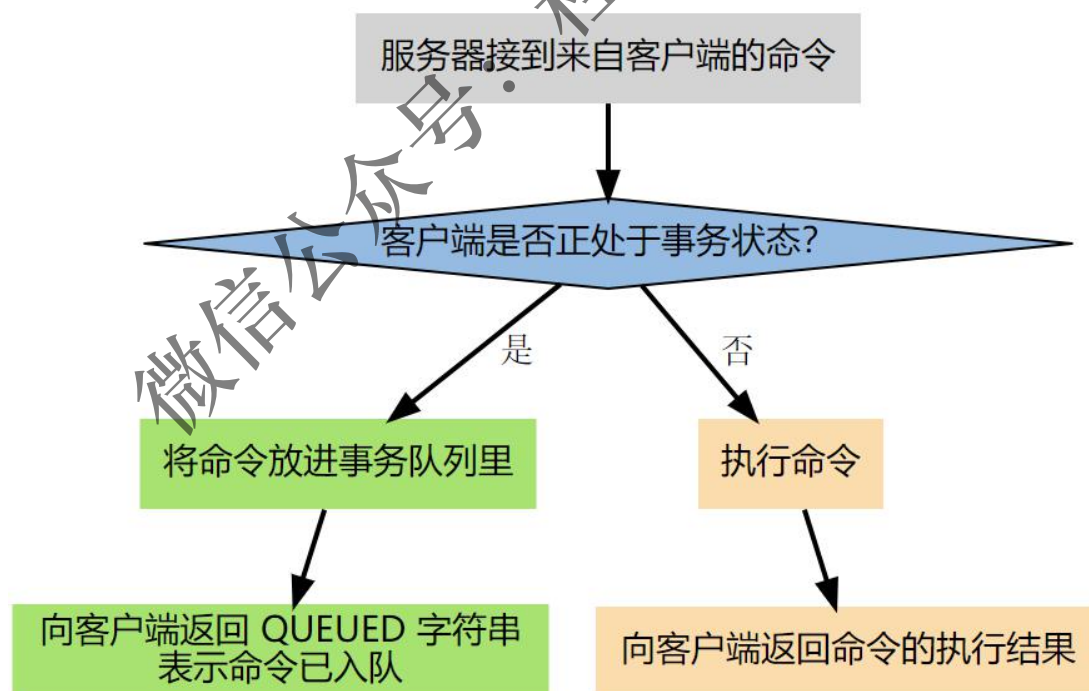 服务器接到来自客户端的命令
客户端是否正处于事务状态？
是
否
将命令放进事务队列里
执行命令
向客户端返回 QUEUED 字符串
表示命令已入队
向客户端返回命令的执行结果
微信公众号：